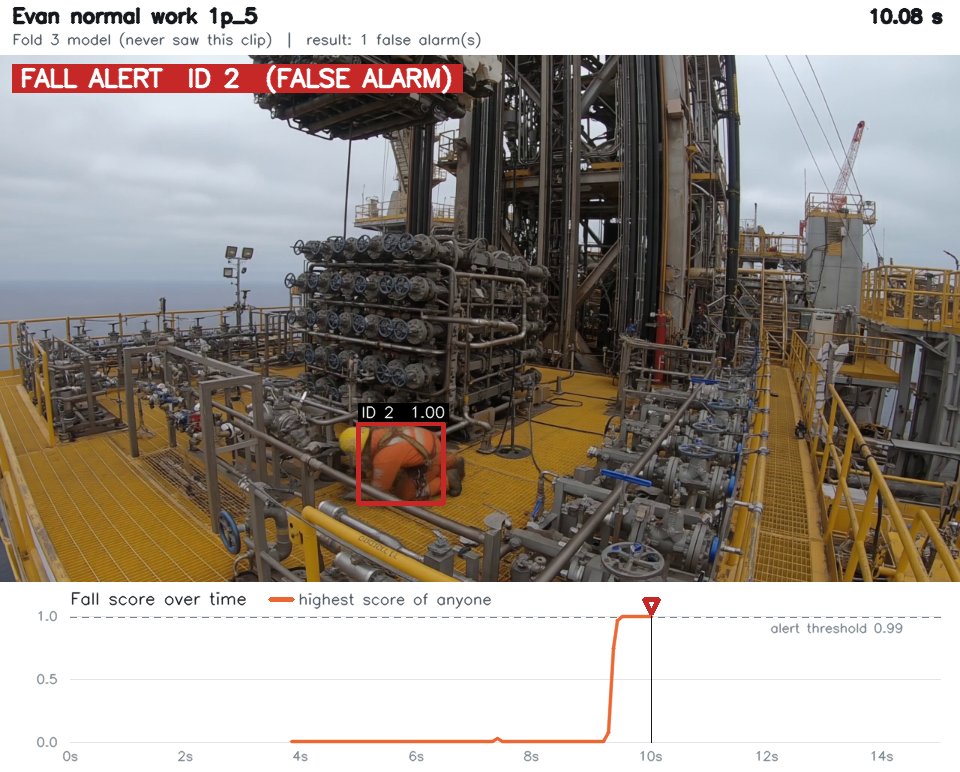 Evan normal work 1p_5
10.08 s
Fold 3 model (never saw this clip) | result: 1 false alarm(s)
FALL ALERT ID 2 (FALSE ALARM)
ID 2 1.00
Fall score over time
highest score of anyone
1.0
alert threshold 0.99
0.5
0.0
0s 2s 4s 6s 8s 10s 12s 14s